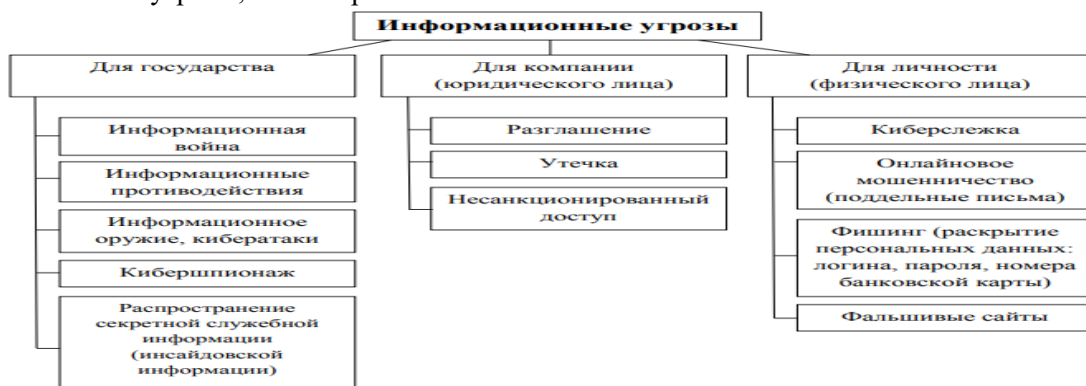 Информационные угрозы
Для государства
Информационная
война
Информационные
противодействия
Информационное
оружие, кибератаки
Кибершпионаж
Распространение
секретной служебной
информации
(инсайдовской
информации)
Для компании
(юридического лица)
Разглашение
Утечка
Несанкционированный
доступ
Для личности
(физического лица)
Киберслежка
Онлайновое
мошенничество
(поддельные письма)
Фишинг (раскрытие
персональных данных:
логина, пароля, номера
банковской карты)
Фальшивые сайты